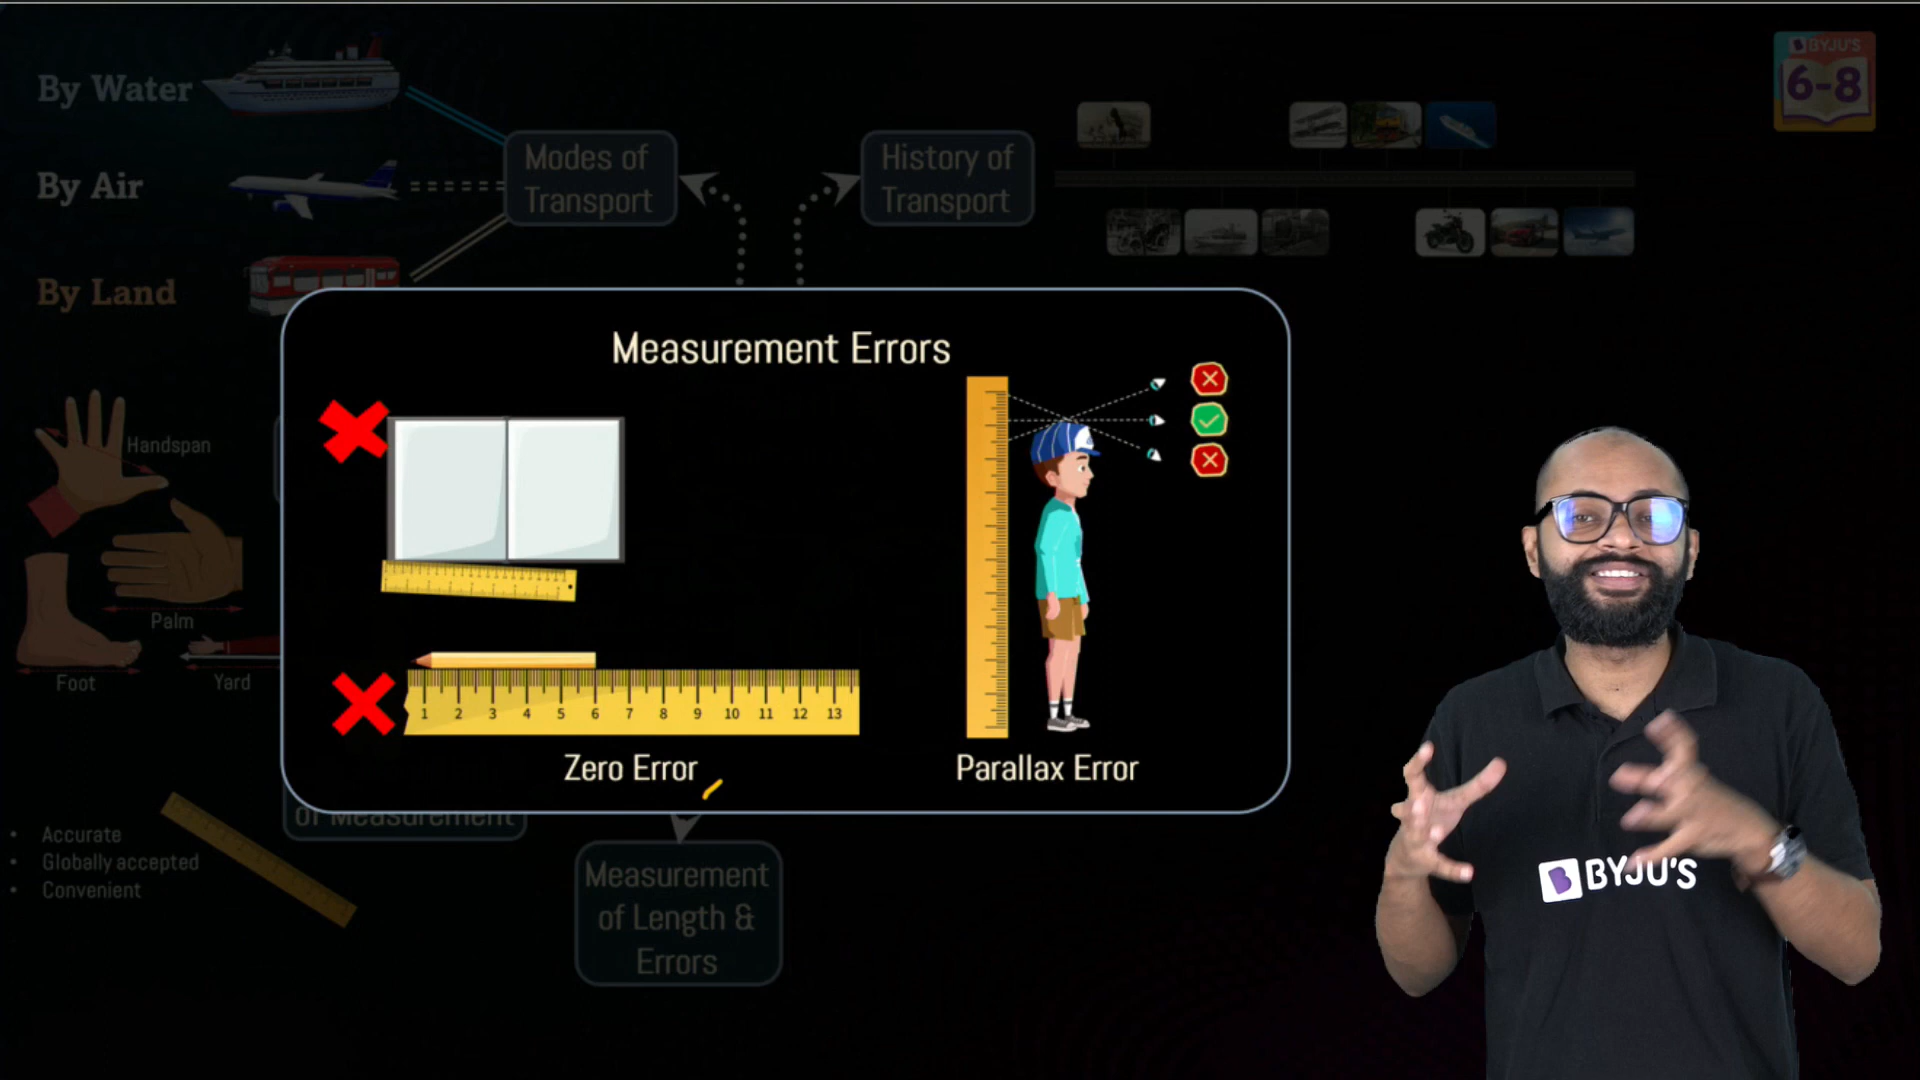 By Water
By Air
By Land
Modes of
Transport
History of
Transport
BYJU'S
6-8
Measurement Errors
Handspan
Palm
Foot
Yard
1 2 3 4 5 6 7 8 9 10 11 12 13
Zero Error
Parallax Error
of Measurement
Accurate
Globally accepted
Convenient
Measurement
of Length &
Errors
BYJU'S